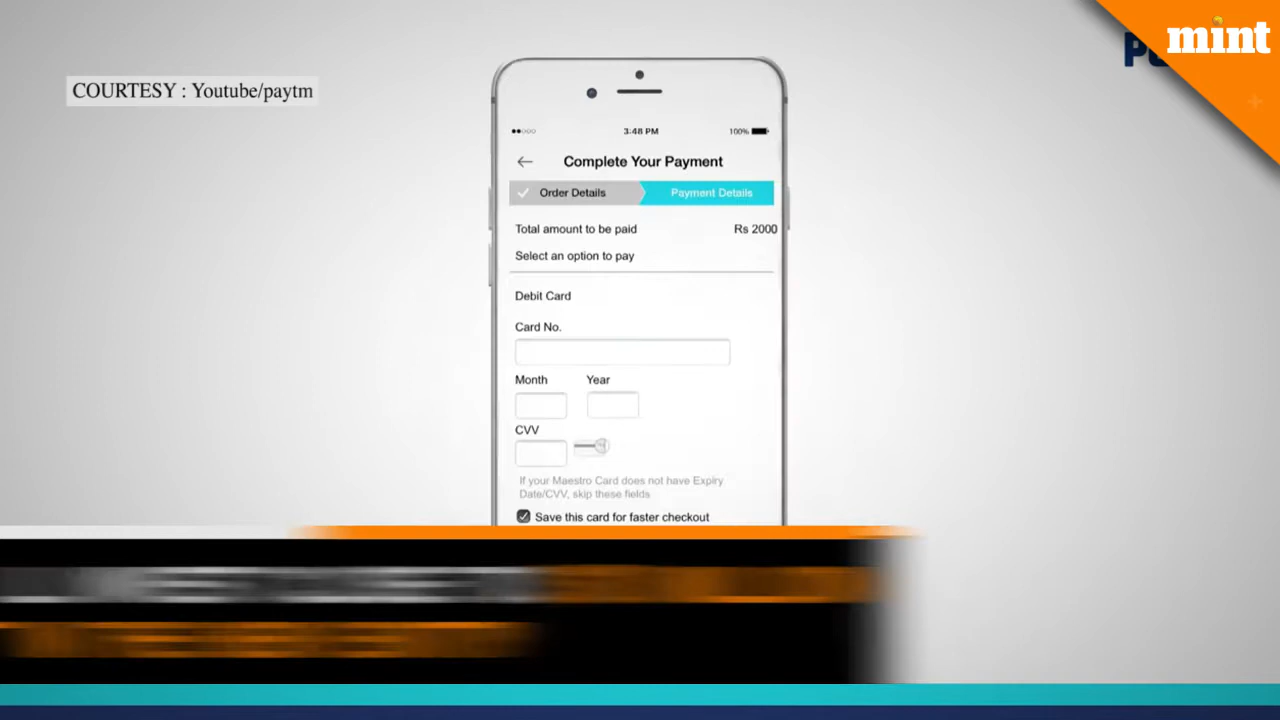 mint
COURTESY : Youtube/paytm
3:48 PM
100%
Complete Your Payment
Order Details
Payment Details
Total amount to be paid
Rs 2000
Select an option to pay
Debit Card
Card No.
Month
Year
CVV
If your Maestro Card does not have Expiry
Date/CVV, skip these fields
Save this card for faster checkout